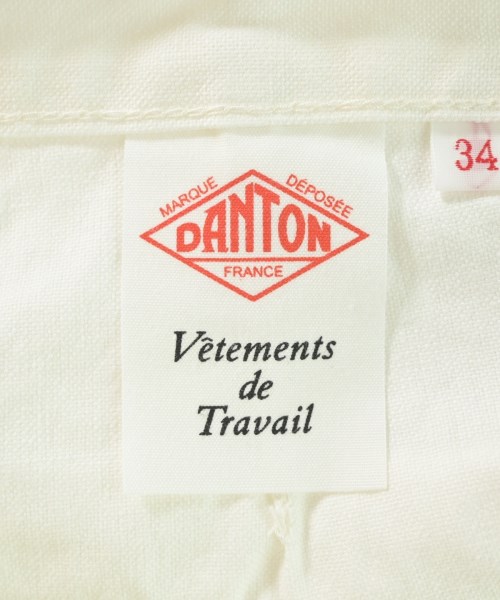 MARQUE DÉPOSÉE
DANTON
FRANCE
Vêtements
de
Travail
34